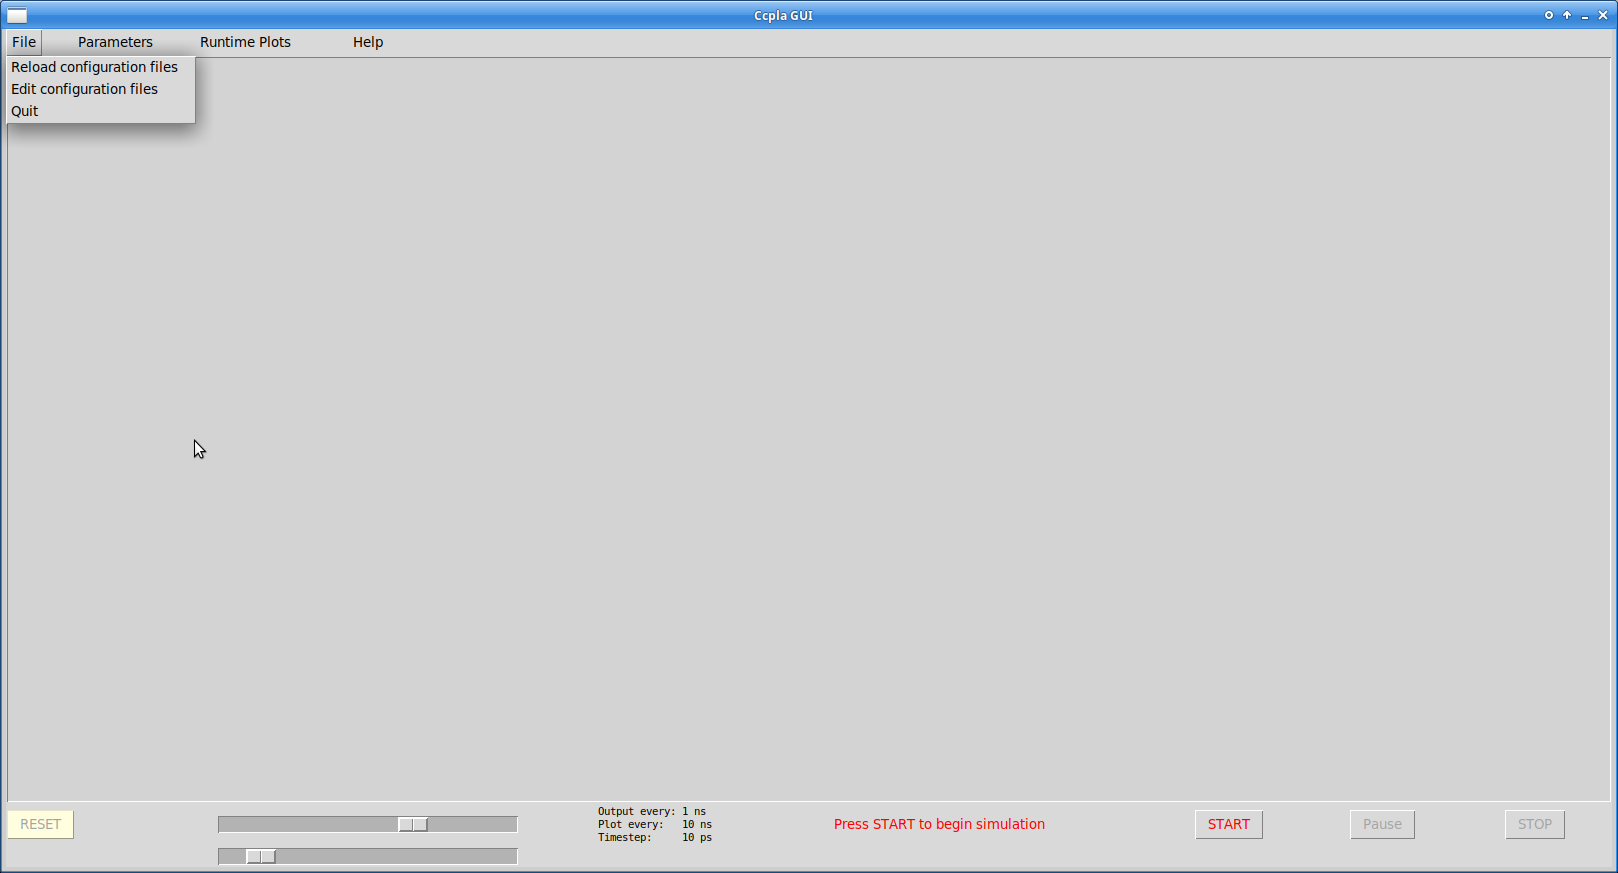 Ccpla GUI
File Parameters Runtime Plots Help
Reload configuration files
Edit configuration files
Quit
RESET
Output every: 1 ns
Plot every: 10 ns
Timestep: 10 ps
Press START to begin simulation
START
Pause
STOP